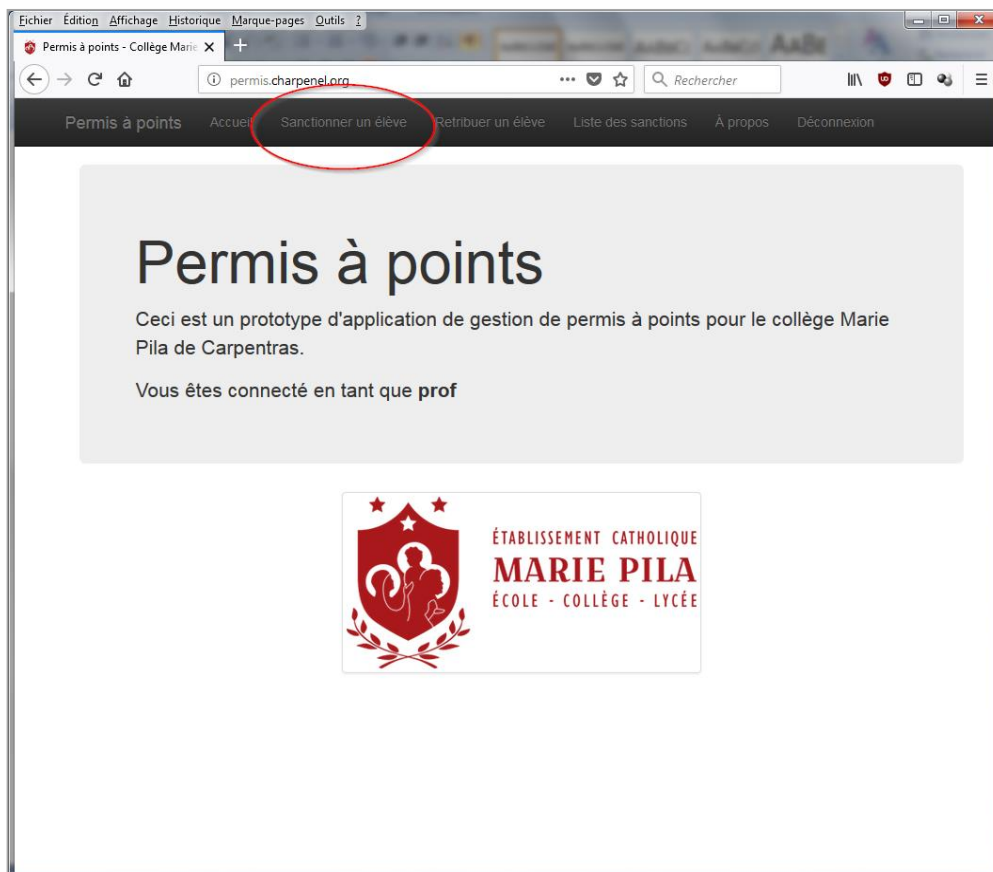 Fichier Édition Affichage Historique Marque-pages Outils ?
Permis à points - Collège Marie
permis.charpenel.org
Rechercher
Permis à points Accueil Sanctionner un élève Retribuer un élève Liste des sanctions À propos Déconnexion
Permis à points
Ceci est un prototype d'application de gestion de permis à points pour le collège Marie
Pila de Carpentras.
Vous êtes connecté en tant que prof
ÉTABLISSEMENT CATHOLIQUE
MARIE PILA
ÉCOLE - COLLÈGE - LYCÉE